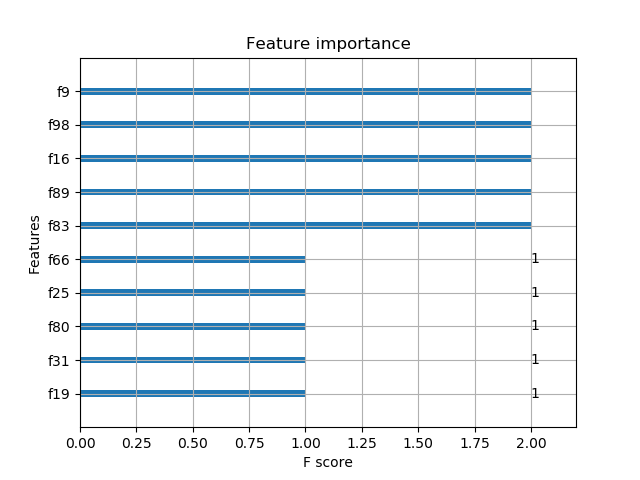 Feature importance
Features
f9
f98
f16
f89
f83
f66 1
f25 1
f80 1
f31 1
f19 1
0.00 0.25 0.50 0.75 1.00 1.25 1.50 1.75 2.00
F score